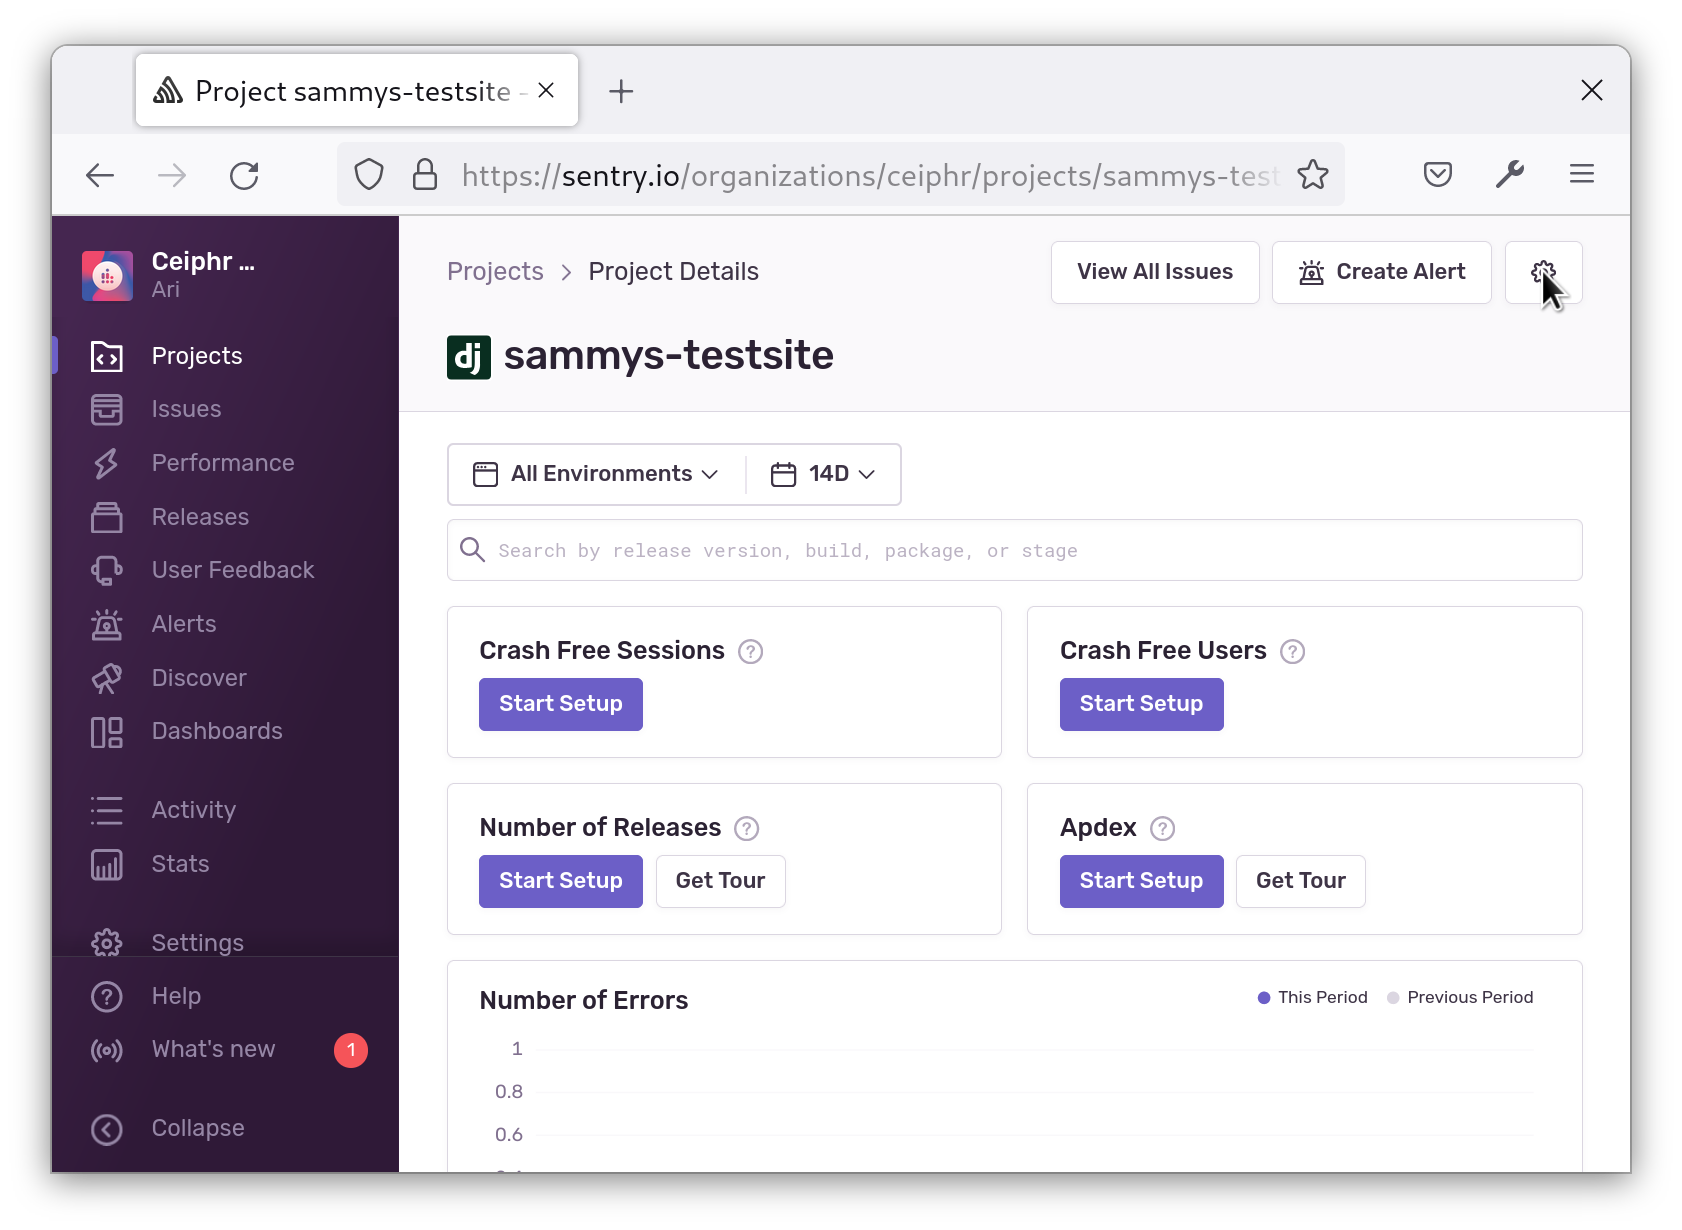 Project sammys-testsite -
https://sentry.io/organizations/ceiphr/projects/sammys-test
Ceiphr ...
Ari
Projects
Issues
Performance
Releases
User Feedback
Alerts
Discover
Dashboards
Activity
Stats
Settings
Help
What's new 1
Collapse
Projects > Project Details
View All Issues
Create Alert
dj sammys-testsite
All Environments
14D
Search by release version, build, package, or stage
Crash Free Sessions ?
Start Setup
Crash Free Users ?
Start Setup
Number of Releases ?
Start Setup
Get Tour
Apdex ?
Start Setup
Get Tour
Number of Errors
This Period
Previous Period
1
0.8
0.6